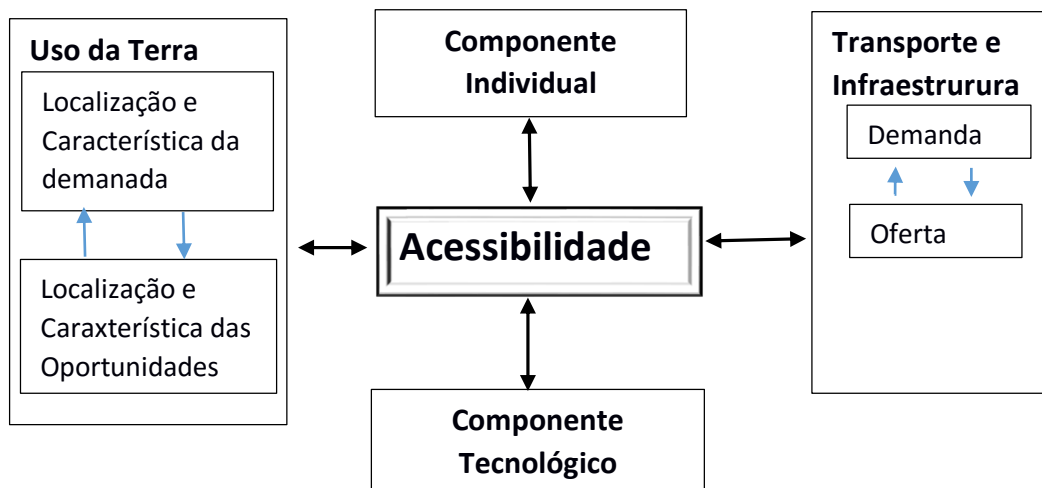 Uso da Terra
Localização e
Característica da
demanada
Localização e
Caraxterística das
Oportunidades
Componente
Individual
Acessibilidade
Componente
Tecnológico
Transporte e
Infraestrurura
Demanda
Oferta